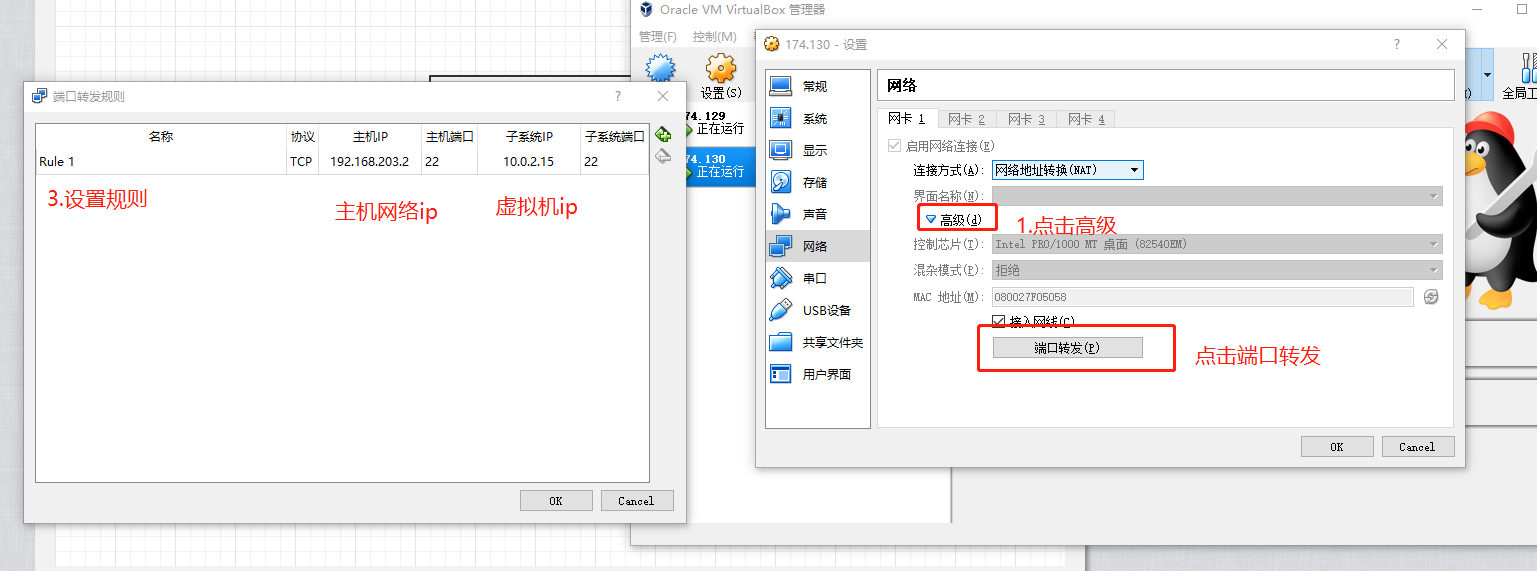 Oracle VM VirtualBox 管理器
管理(F) 控制(M)
设置(S)
全局工
74.129
正在运行
74.130
正在运行
端口转发规则
名称 协议 主机IP 主机端口 子系统IP 子系统端口
Rule 1 TCP 192.168.203.2 22 10.0.2.15 22
3.设置规则
主机网络ip
虚拟机ip
OK Cancel
174.130 - 设置
常规
系统
显示
存储
声音
网络
串口
USB设备
共享文件夹
用户界面
网络
网卡 1 网卡 2 网卡 3 网卡 4
启用网络连接(E)
连接方式(A): 网络地址转换(NAT)
界面名称(N):
高级(d)
1.点击高级
控制芯片(T): Intel PRO/1000 MT 桌面 (82540EM)
混杂模式(P): 拒绝
MAC 地址(M): 080027F05058
接入网线(C)
端口转发(P)
点击端口转发
OK Cancel